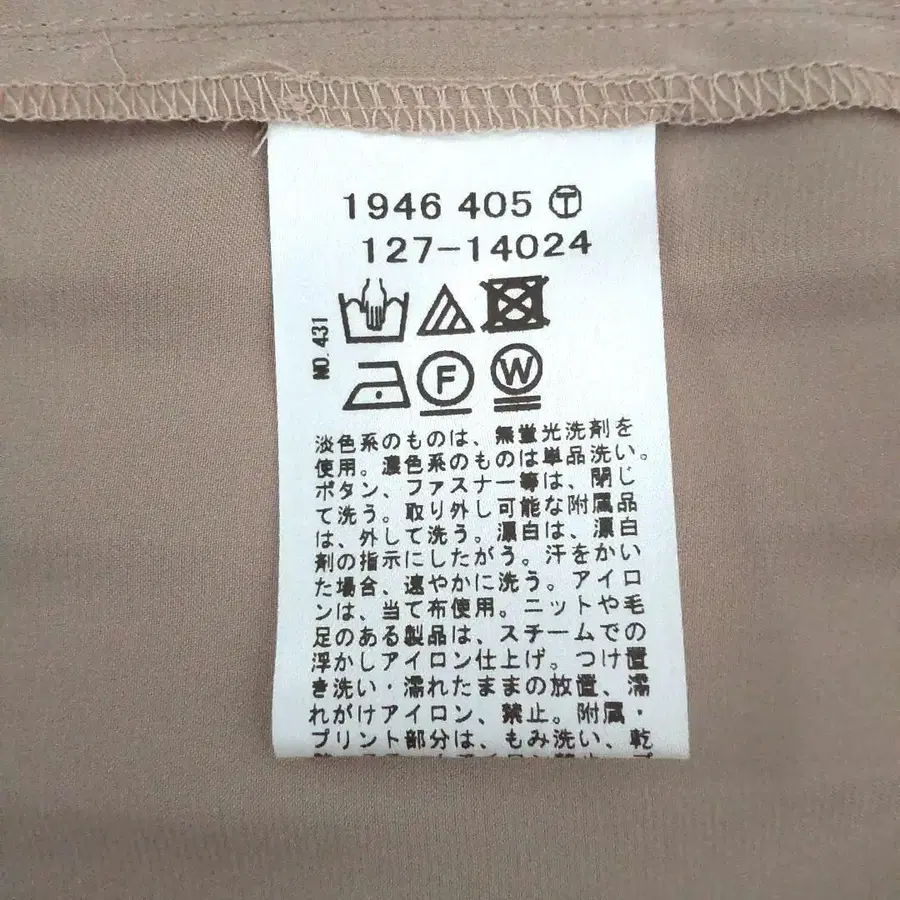 1946 405 Ⓣ
127-14024
NO.431
F W
淡色系のものは、無蛍光洗剤を
使用。濃色系のものは単品洗い。
ボタン、ファスナー等は、閉じ
て洗う。取り外し可能な附属品
は、外して洗う。漂白は、漂白
剤の指示にしたがう。汗をかい
た場合、速やかに洗う。アイロ
ンは、当て布使用。ニットや毛
足のある製品は、スチームでの
浮かしアイロン仕上げ。つけ置
き洗い・濡れたままの放置、濡
れがけアイロン、禁止。附属・
プリント部分は、もみ洗い、乾